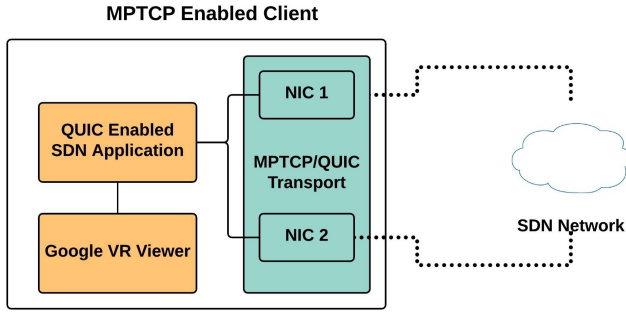 MPTCP Enabled Client
NIC 1
QUIC Enabled
SDN Application
MPTCP/QUIC
Transport
SDN Network
NIC 2
Google VR Viewer